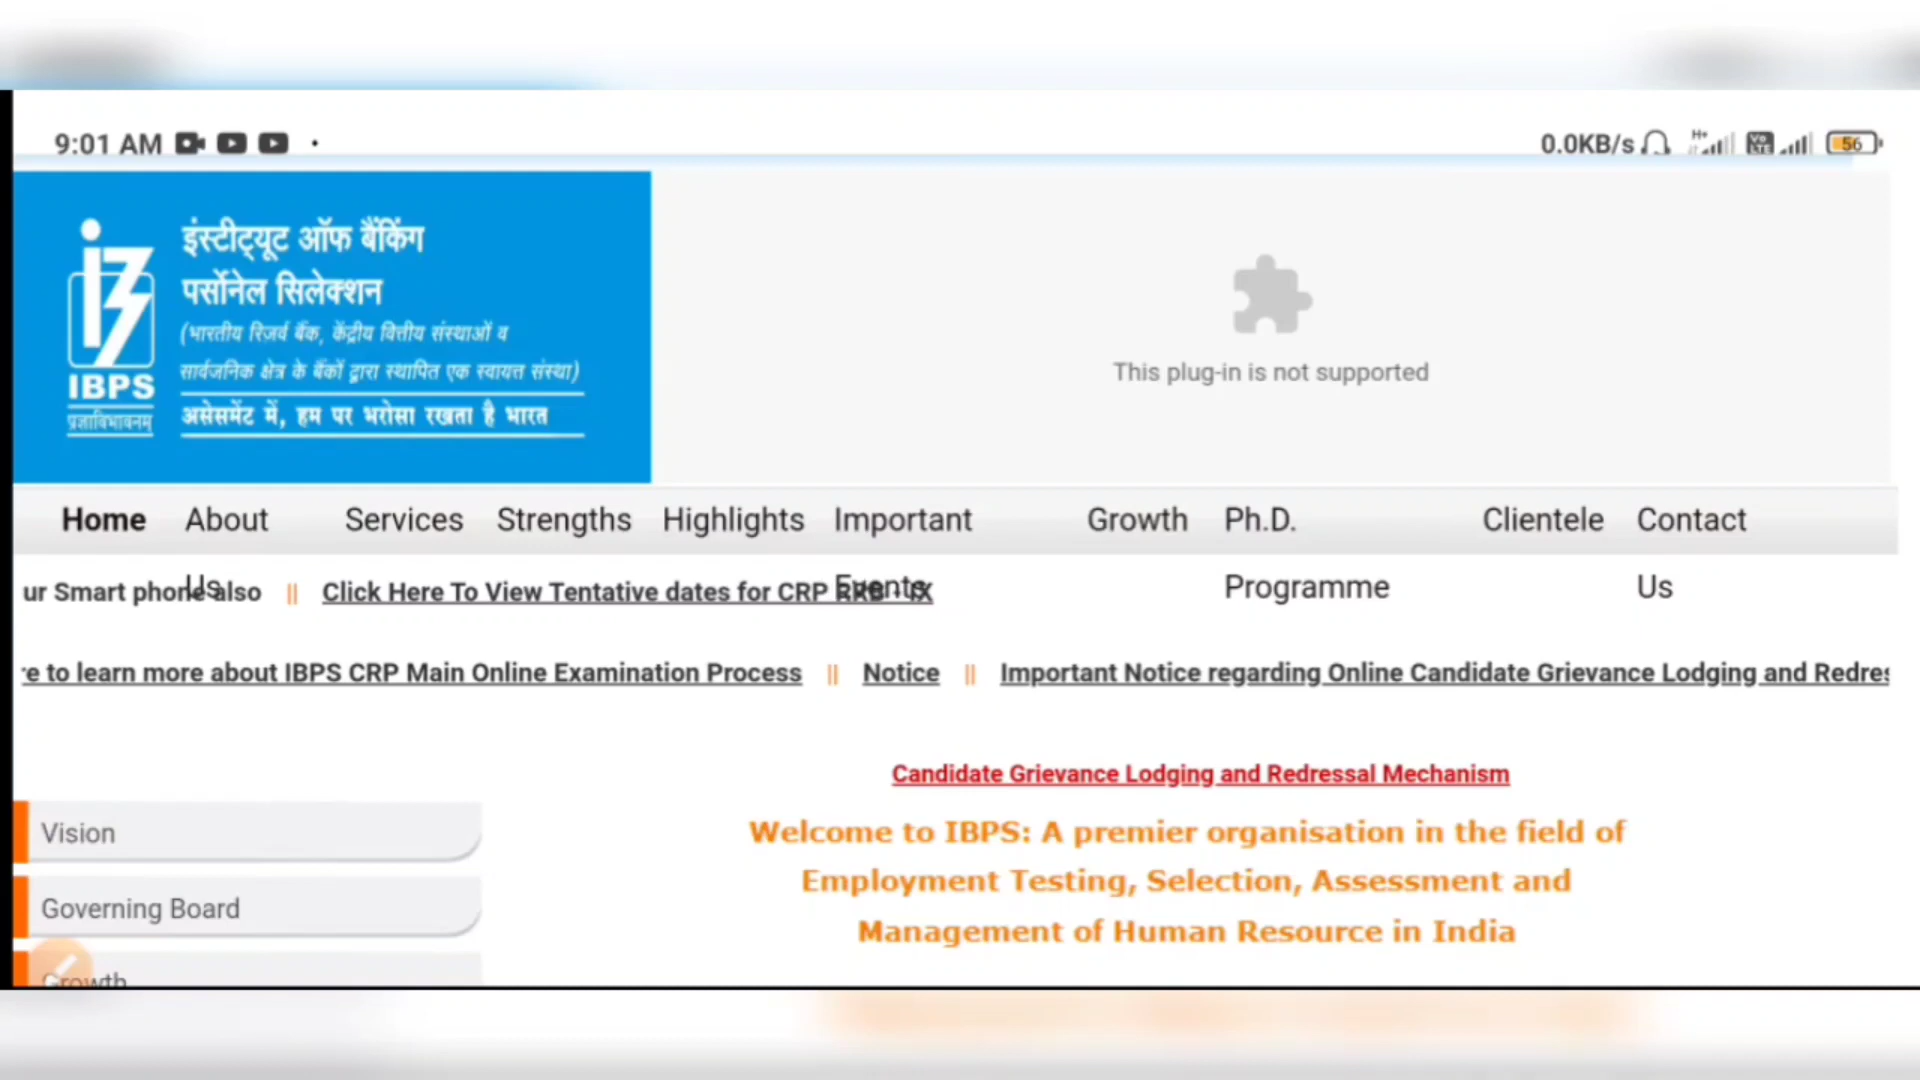 9:01 AM
0.0KB/s
56
इंस्टीट्यूट ऑफ बैंकिंग
पर्सोनेल सिलेक्शन
(भारतीय रिज़र्व बैंक, केंद्रीय वित्तीय संस्थाओं व
सार्वजनिक क्षेत्र के बैंकों द्वारा स्थापित एक स्वायत्त संस्था)
असेसमेंट में, हम पर भरोसा रखता है भारत
IBPS
प्रज्ञाविभावनम्
This plug-in is not supported
Home About Us Services Strengths Highlights Important Events Growth Ph.D. Programme Clientele Contact Us
ur Smart phone also || Click Here To View Tentative dates for CRP RRB - IX
re to learn more about IBPS CRP Main Online Examination Process || Notice || Important Notice regarding Online Candidate Grievance Lodging and Redres
Candidate Grievance Lodging and Redressal Mechanism
Vision
Governing Board
Growth
Welcome to IBPS: A premier organisation in the field of
Employment Testing, Selection, Assessment and
Management of Human Resource in India